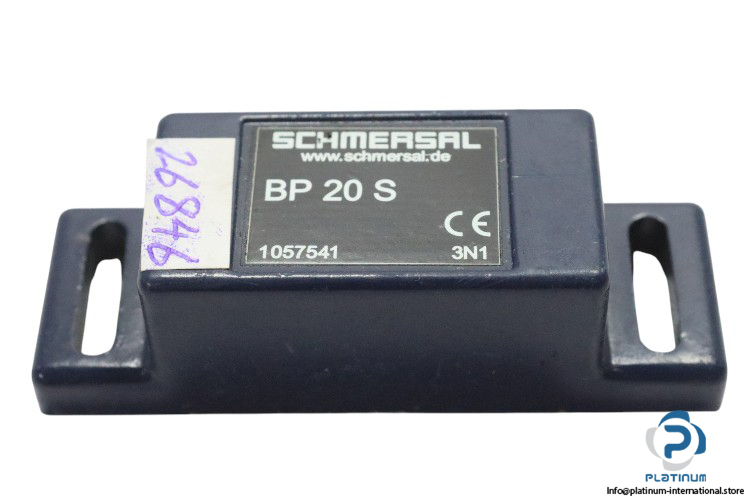 SCHMERSAL
www.schmersal.de
BP 20 S
CE
1057541 3N1
26846
PLATINUM
Info@platinum-international.store